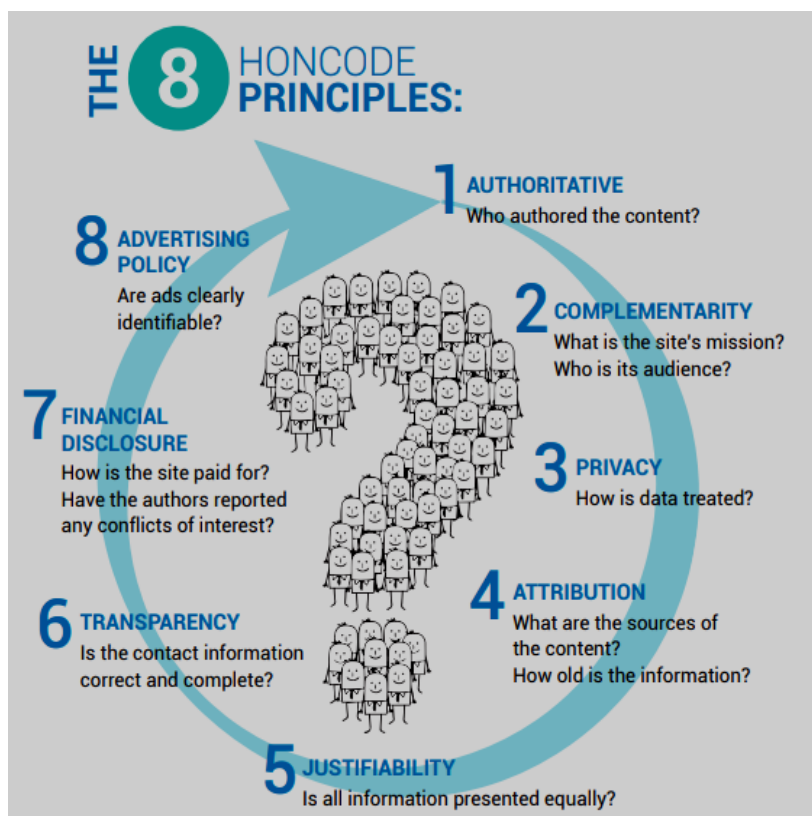 THE 8 HONCODE
PRINCIPLES:
1 AUTHORITATIVE
Who authored the content?
2 COMPLEMENTARITY
What is the site's mission?
Who is its audience?
3 PRIVACY
How is data treated?
4 ATTRIBUTION
What are the sources of
the content?
How old is the information?
5 JUSTIFIABILITY
Is all information presented equally?
6 TRANSPARENCY
Is the contact information
correct and complete?
7 FINANCIAL
DISCLOSURE
How is the site paid for?
Have the authors reported
any conflicts of interest?
8 ADVERTISING
POLICY
Are ads clearly
identifiable?